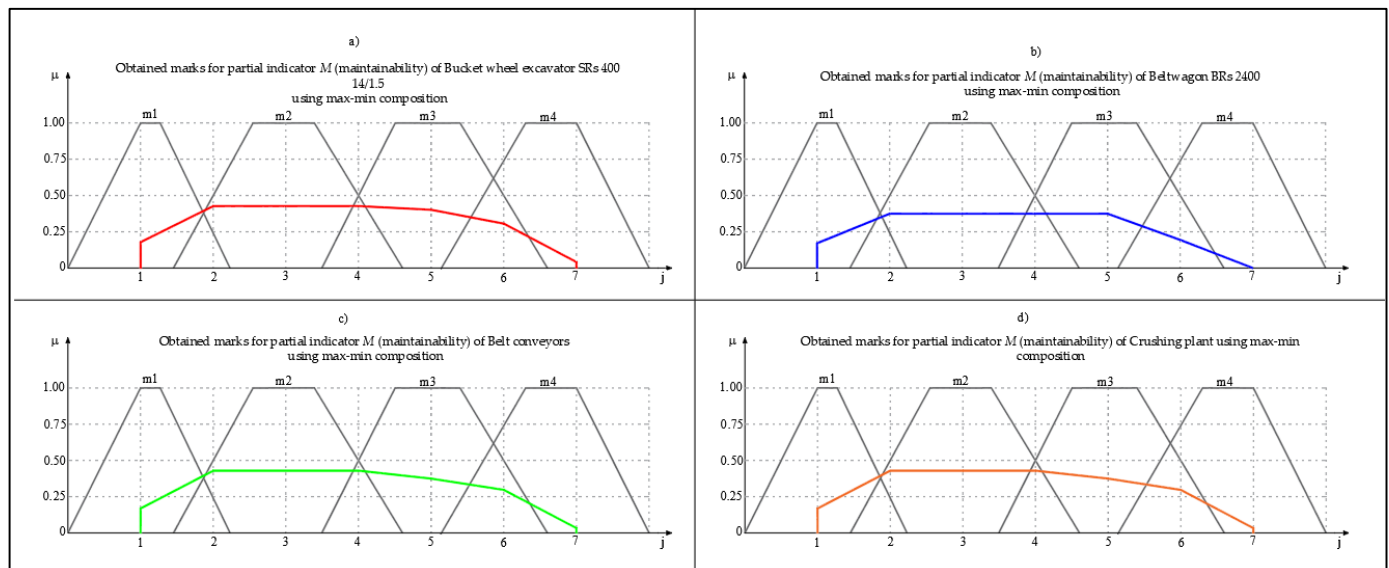 a)
Obtained marks for partial indicator M (maintainability) of Bucket wheel excavator SRs 400
14/1.5
using max-min composition
μ
m1 m2 m3 m4
1.00
0.75
0.50
0.25
0
1 2 3 4 5 6 7 j
b)
Obtained marks for partial indicator M (maintainability) of Beltwagon BRs 2400
using max-min composition
μ
m1 m2 m3 m4
1.00
0.75
0.50
0.25
0
1 2 3 4 5 6 7 j
c)
Obtained marks for partial indicator M (maintainability) of Belt conveyors
using max-min composition
μ
m1 m2 m3 m4
1.00
0.75
0.50
0.25
0
1 2 3 4 5 6 7 j
d)
Obtained marks for partial indicator M (maintainability) of Crushing plant using max-min
composition
μ
m1 m2 m3 m4
1.00
0.75
0.50
0.25
0
1 2 3 4 5 6 7 j